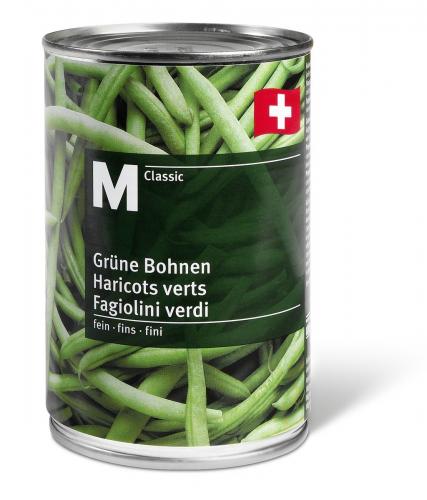 M Classic
Grüne Bohnen
Haricots verts
Fagiolini verdi
fein · fins · fini